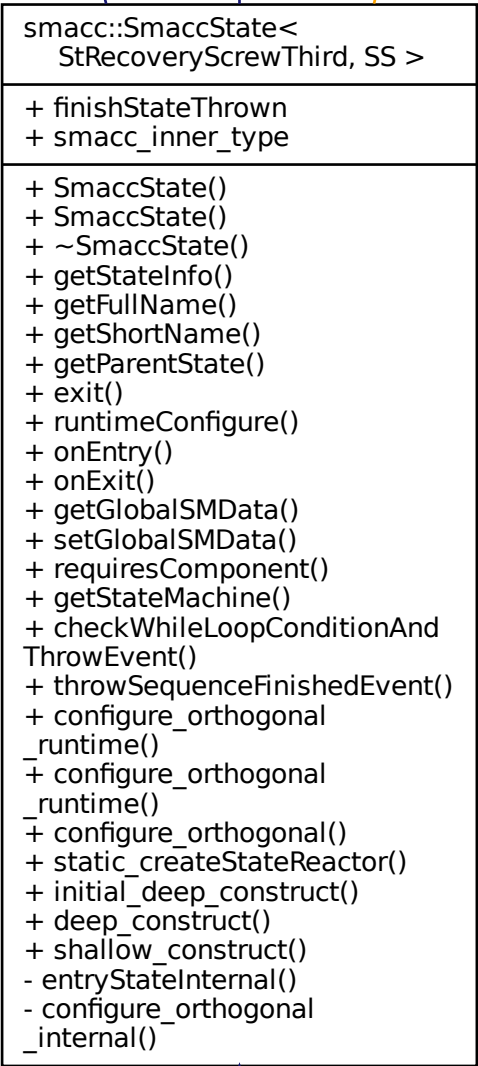 smacc::SmaccState<
StRecoveryScrewThird, SS >
+ finishStateThrown
+ smacc_inner_type
+ SmaccState()
+ SmaccState()
+ ~SmaccState()
+ getStateInfo()
+ getFullName()
+ getShortName()
+ getParentState()
+ exit()
+ runtimeConfigure()
+ onEntry()
+ onExit()
+ getGlobalSMData()
+ setGlobalSMData()
+ requiresComponent()
+ getStateMachine()
+ checkWhileLoopConditionAnd
ThrowEvent()
+ throwSequenceFinishedEvent()
+ configure_orthogonal
_runtime()
+ configure_orthogonal
_runtime()
+ configure_orthogonal()
+ static_createStateReactor()
+ initial_deep_construct()
+ deep_construct()
+ shallow_construct()
- entryStateInternal()
- configure_orthogonal
_internal()